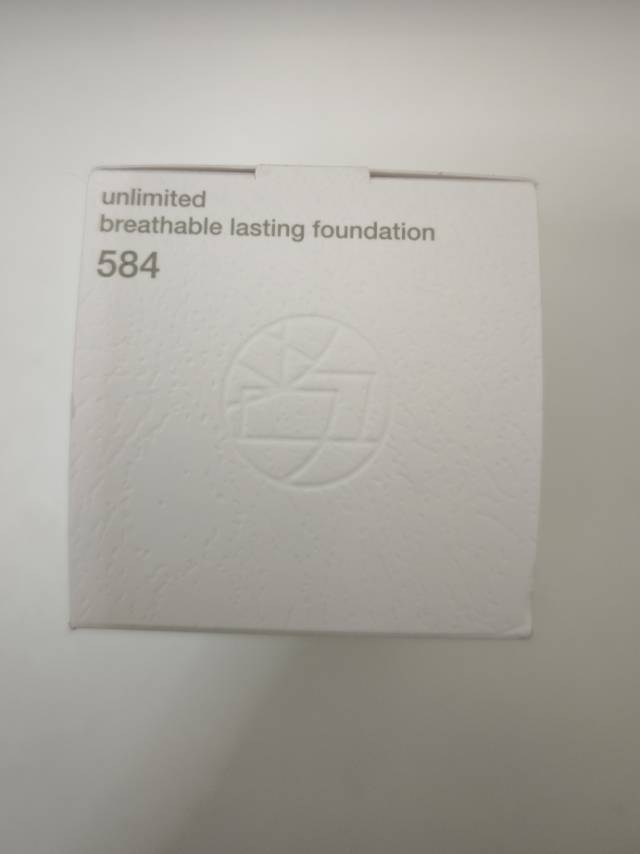 unlimited
breathable lasting foundation
584